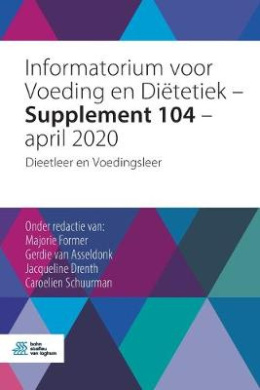 Informatorium voor
Voeding en Diëtetiek –
Supplement 104 –
april 2020
Dieetleer en Voedingsleer
Onder redactie van:
Majorie Former
Gerdie van Asseldonk
Jacqueline Drenth
Caroelien Schuurman
bohn
stafleu
van loghum